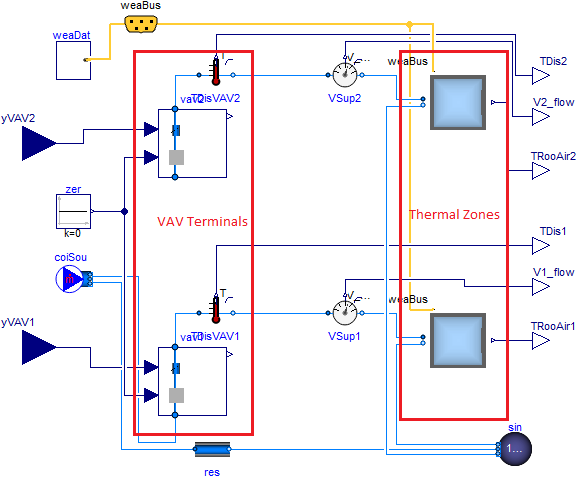 weaBus
weaDat
T
V
weaBus
TDis2
vav2
TDisVAV2
VSup2
V2_flow
yVAV2
TRooAir2
zer
k=0
VAV Terminals
Thermal Zones
TDis1
coiSou
m
T
V
weaBus
V1_flow
yVAV1
TDisVAV1
VSup1
TRooAir1
sin
1...
res